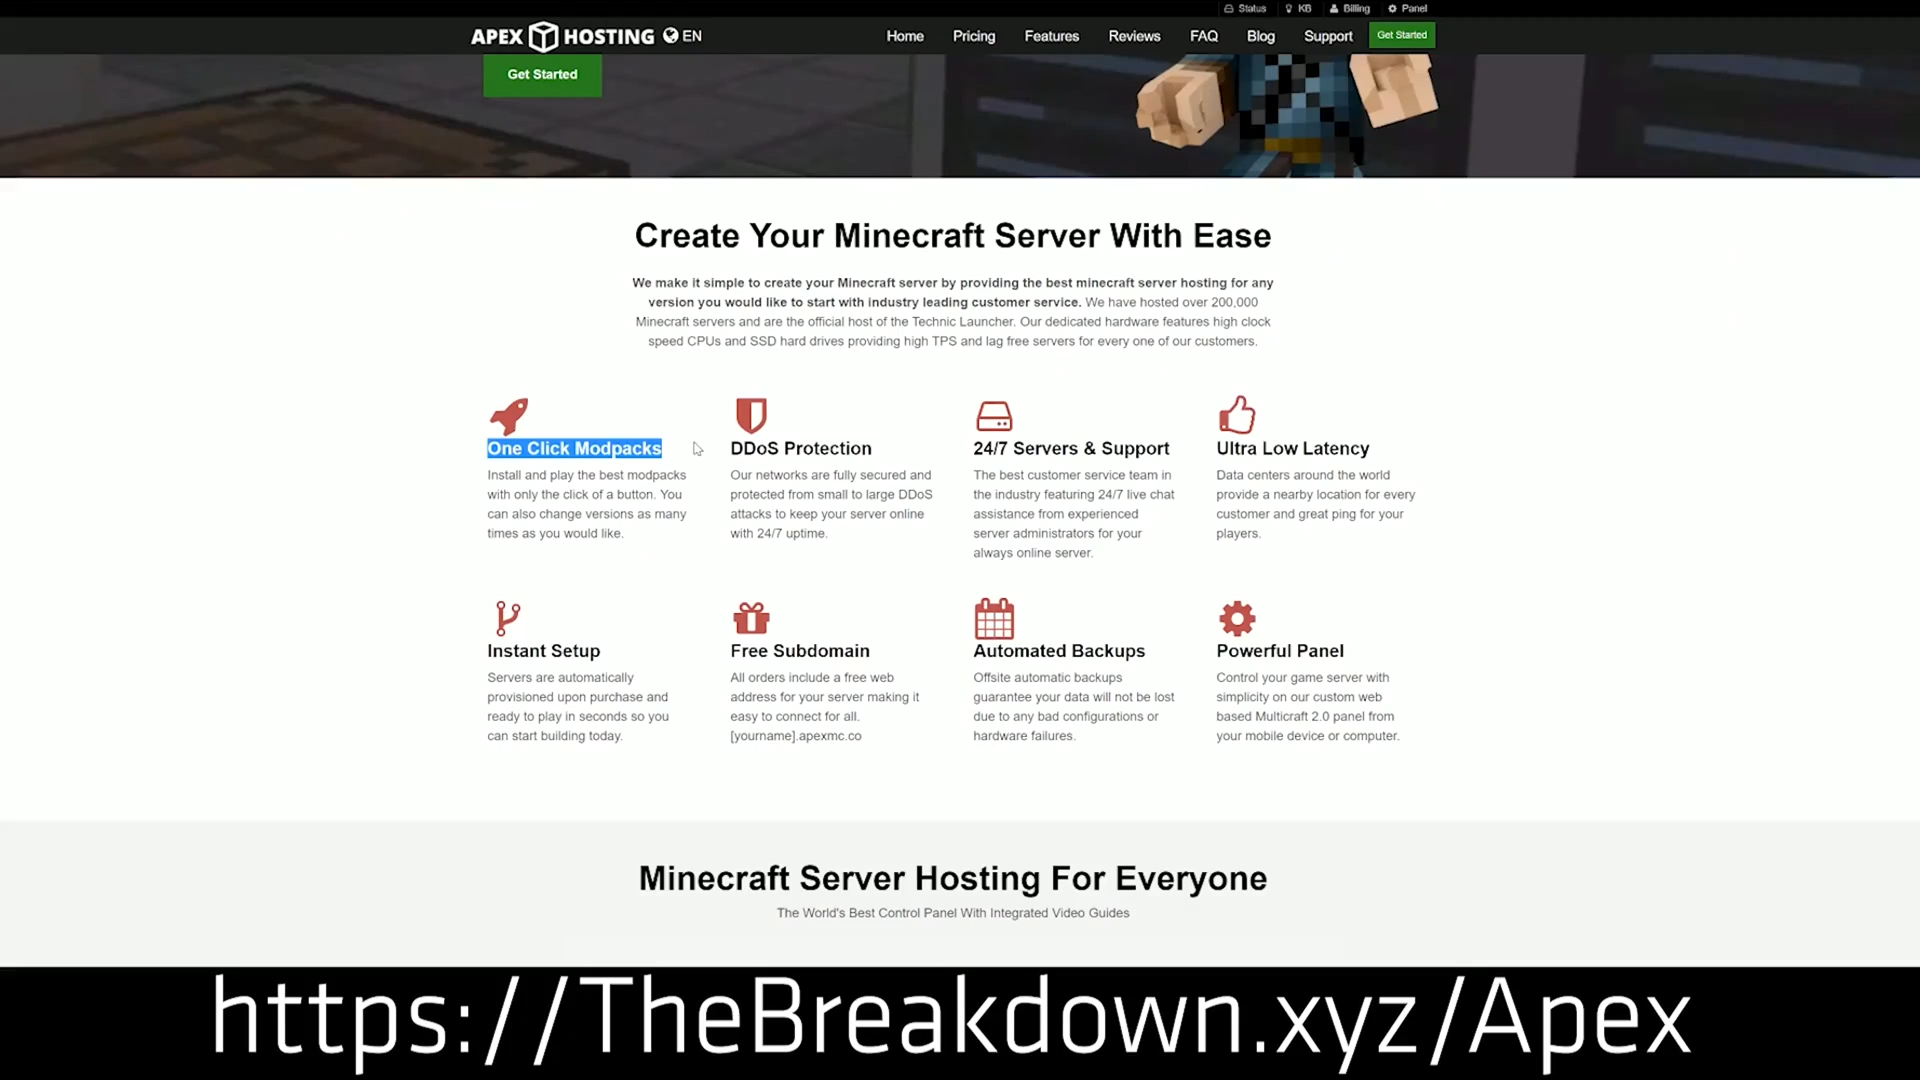 Status KB Billing Panel
APEX HOSTING EN Home Pricing Features Reviews FAQ Blog Support Get Started
Get Started
Create Your Minecraft Server With Ease
We make it simple to create your Minecraft server by providing the best minecraft server hosting for any
version you would like to start with industry leading customer service. We have hosted over 200,000
Minecraft servers and are the official host of the Technic Launcher. Our dedicated hardware features high clock
speed CPUs and SSD hard drives providing high TPS and lag free servers for every one of our customers.
One Click Modpacks
Install and play the best modpacks
with only the click of a button. You
can also change versions as many
times as you would like.
DDoS Protection
Our networks are fully secured and
protected from small to large DDoS
attacks to keep your server online
with 24/7 uptime.
24/7 Servers & Support
The best customer service team in
the industry featuring 24/7 live chat
assistance from experienced
server administrators for your
always online server.
Ultra Low Latency
Data centers around the world
provide a nearby location for every
customer and great ping for your
players.
Instant Setup
Servers are automatically
provisioned upon purchase and
ready to play in seconds so you
can start building today.
Free Subdomain
All orders include a free web
address for your server making it
easy to connect for all.
[yourname].apexmc.co
Automated Backups
Offsite automatic backups
guarantee your data will not be lost
due to any bad configurations or
hardware failures.
Powerful Panel
Control your game server with
simplicity on our custom web
based Multicraft 2.0 panel from
your mobile device or computer.
Minecraft Server Hosting For Everyone
The World's Best Control Panel With Integrated Video Guides
https://TheBreakdown.xyz/Apex